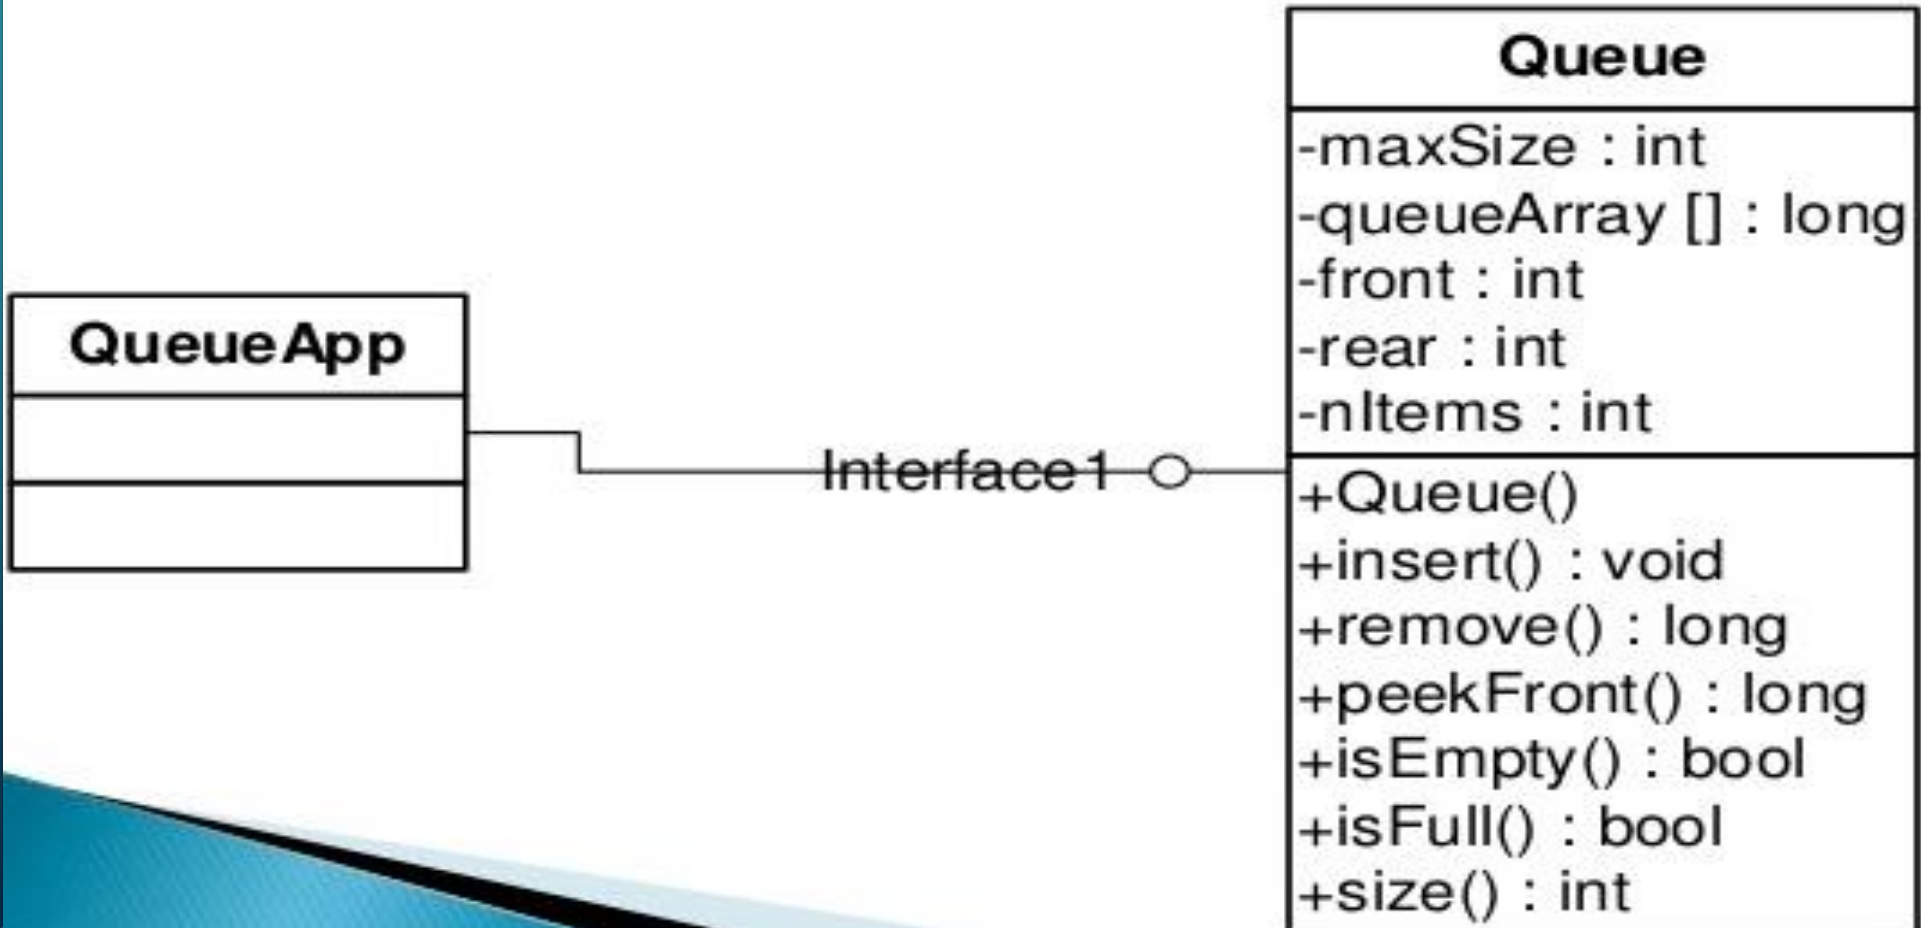 QueueApp
Interface1
Queue
-maxSize : int
-queueArray [] : long
-front : int
-rear : int
-nItems : int
+Queue()
+insert() : void
+remove() : long
+peekFront() : long
+isEmpty() : bool
+isFull() : bool
+size() : int